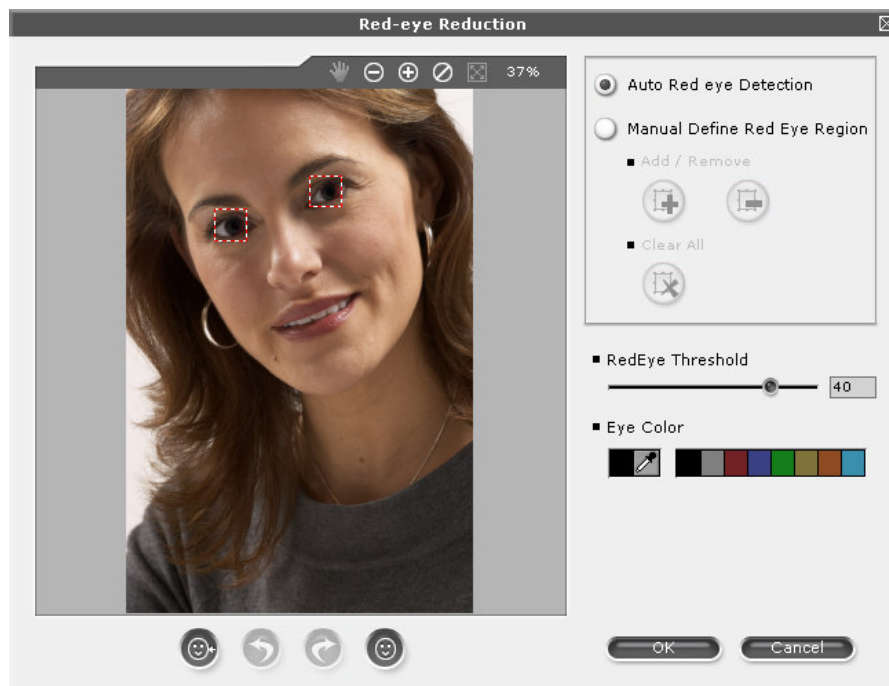 Red-eye Reduction
37%
Auto Red eye Detection
Manual Define Red Eye Region
Add / Remove
Clear All
RedEye Threshold
40
Eye Color
OK
Cancel